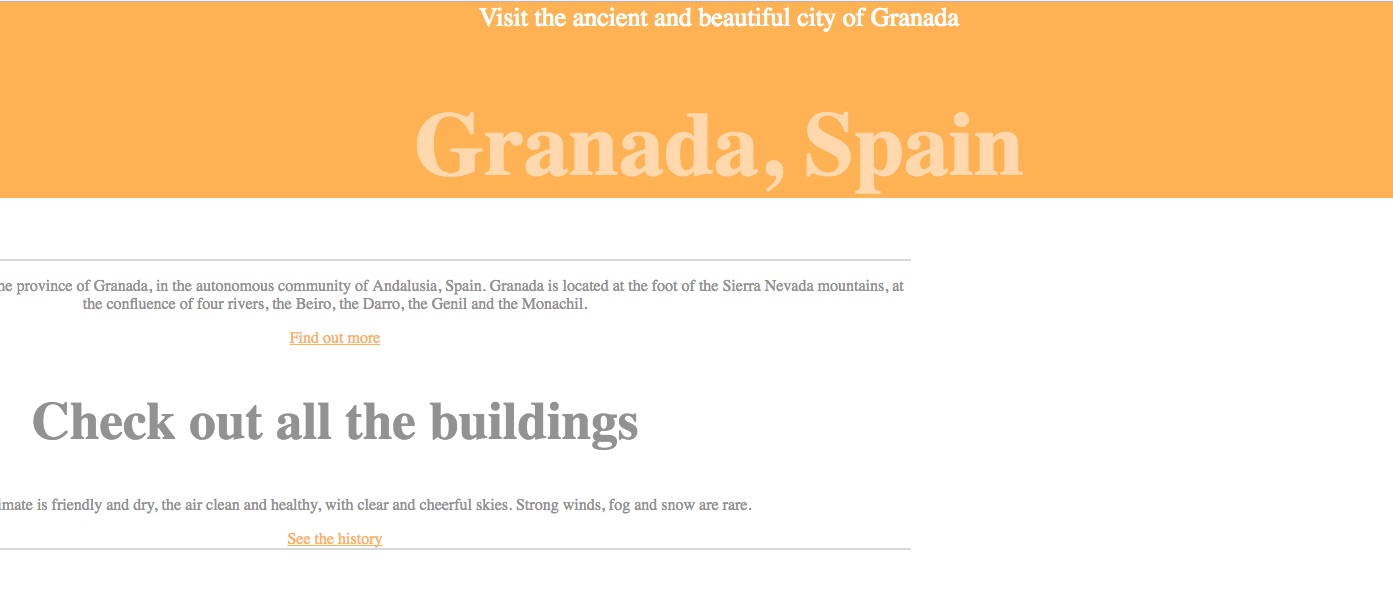 Visit the ancient and beautiful city of Granada
Granada, Spain
province of Granada, in the autonomous community of Andalusia, Spain. Granada is located at the foot of the Sierra Nevada mountains, at
the confluence of four rivers, the Beiro, the Darro, the Genil and the Monachil.
Find out more
Check out all the buildings
is friendly and dry, the air clean and healthy, with clear and cheerful skies. Strong winds, fog and snow are rare.
See the history